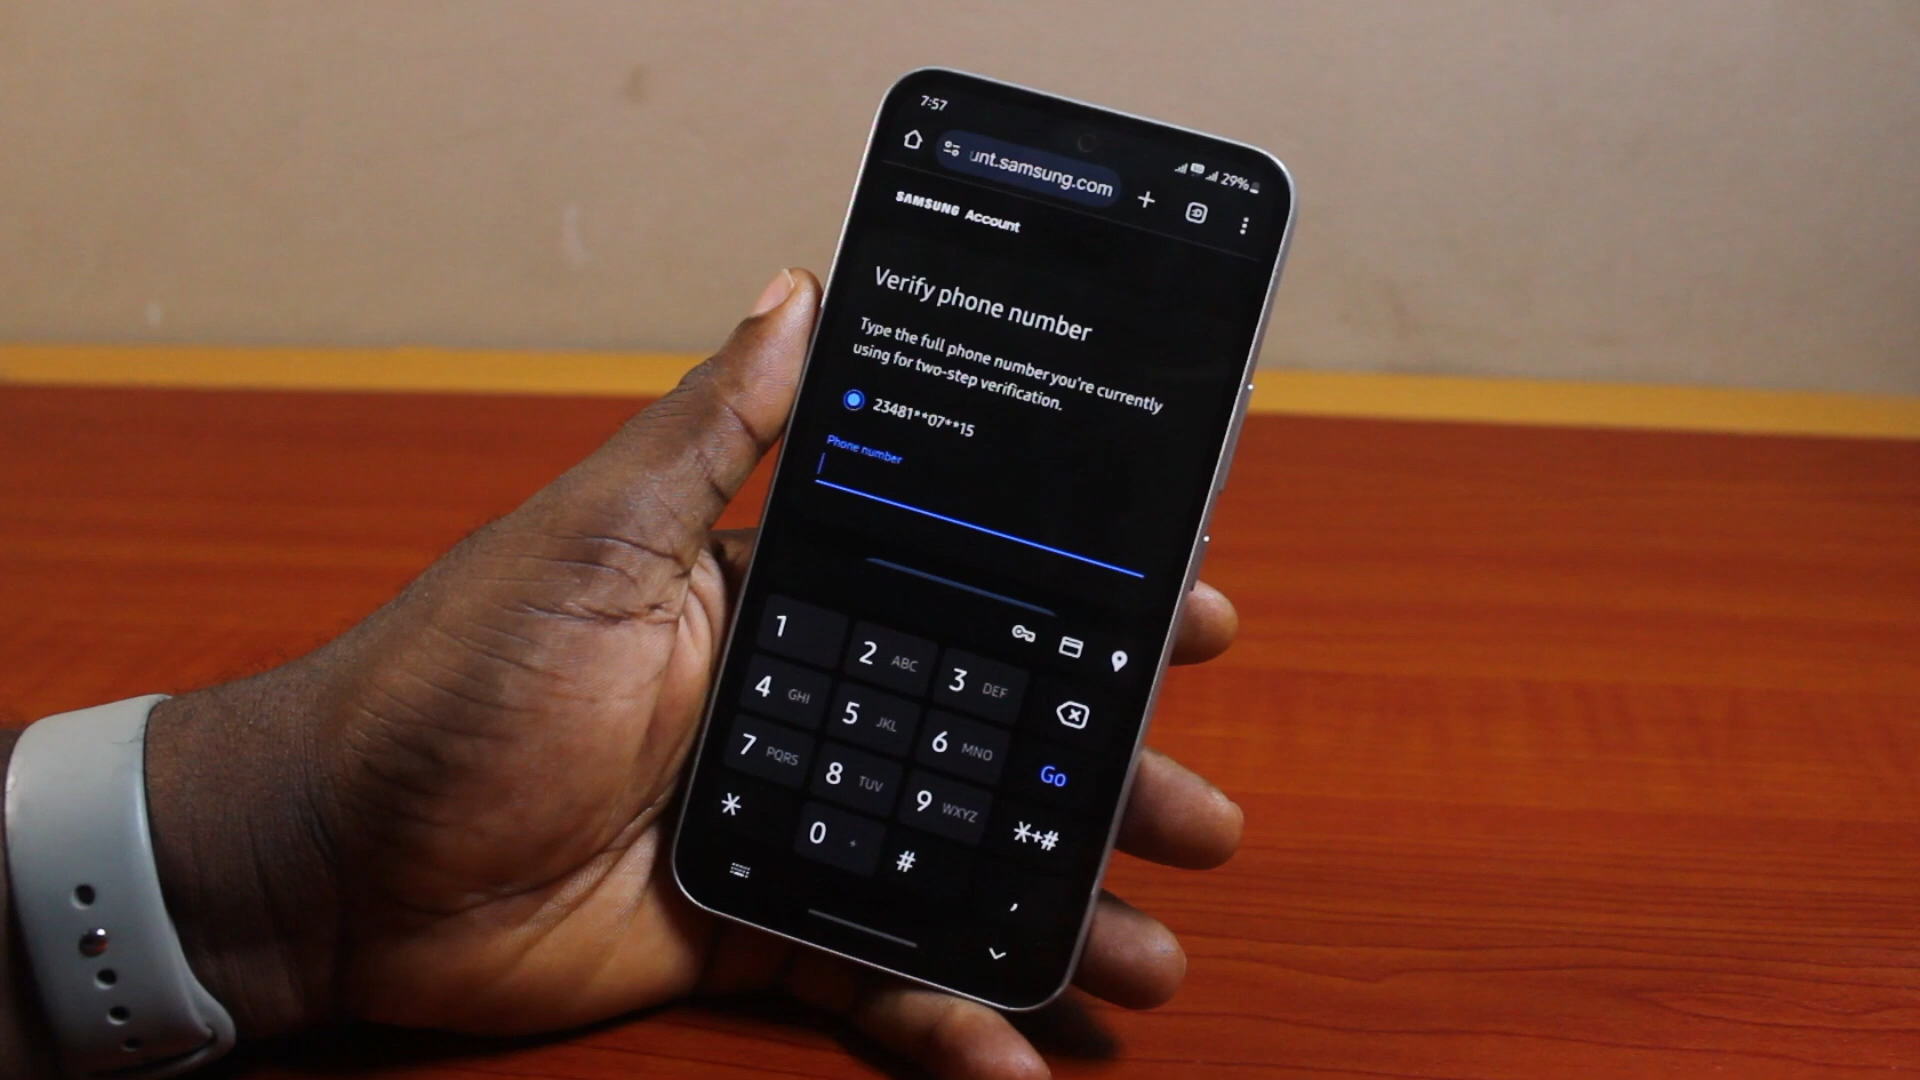 7:57
29%
unt.samsung.com
SAMSUNG Account
Verify phone number
Type the full phone number you're currently
using for two-step verification.
23481**07**15
Phone number
1
2 ABC
3 DEF
4 GHI
5 JKL
6 MNO
7 PQRS
8 TUV
9 WXYZ
Go
*
0 +
#
*+#
,